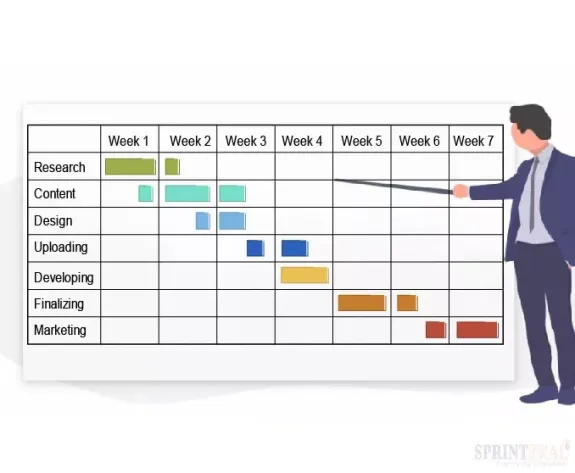 Week 1 Week 2 Week 3 Week 4 Week 5 Week 6 Week 7
Research
Content
Design
Uploading
Developing
Finalizing
Marketing
SPRINTZEAL